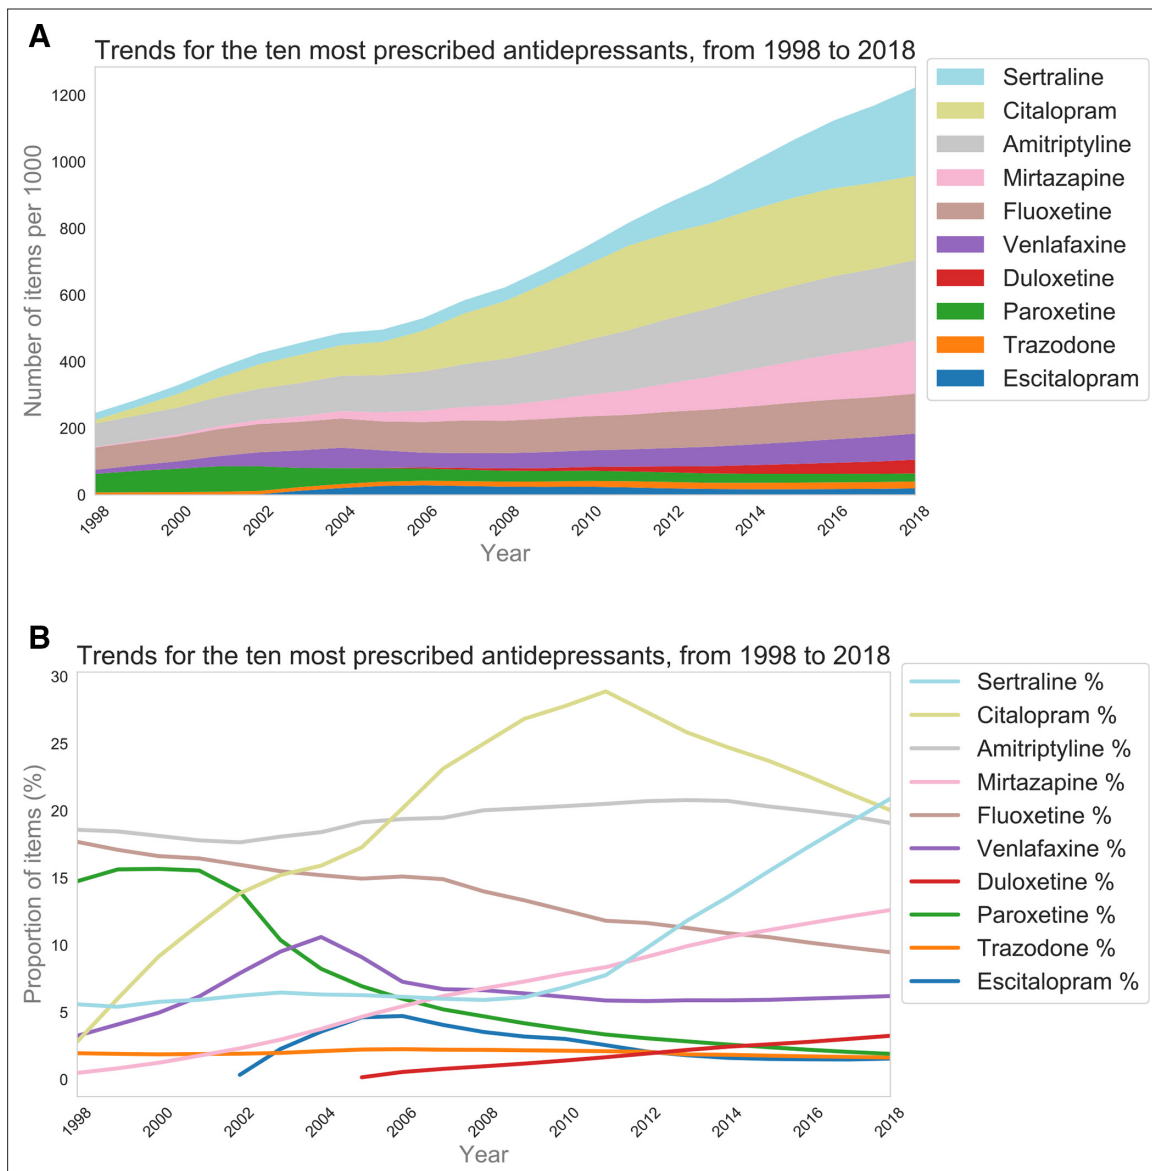 A
Trends for the ten most prescribed antidepressants, from 1998 to 2018
Number of items per 1000
1200
1000
800
600
400
200
0
1998
2000
2002
2004
2006
2008
2010
2012
2014
2016
2018
Year
Sertraline
Citalopram
Amitriptyline
Mirtazapine
Fluoxetine
Venlafaxine
Duloxetine
Paroxetine
Trazodone
Escitalopram
B
Trends for the ten most prescribed antidepressants, from 1998 to 2018
Proportion of items (%)
30
25
20
15
10
5
0
1998
2000
2002
2004
2006
2008
2010
2012
2014
2016
2018
Year
Sertraline %
Citalopram %
Amitriptyline %
Mirtazapine %
Fluoxetine %
Venlafaxine %
Duloxetine %
Paroxetine %
Trazodone %
Escitalopram %